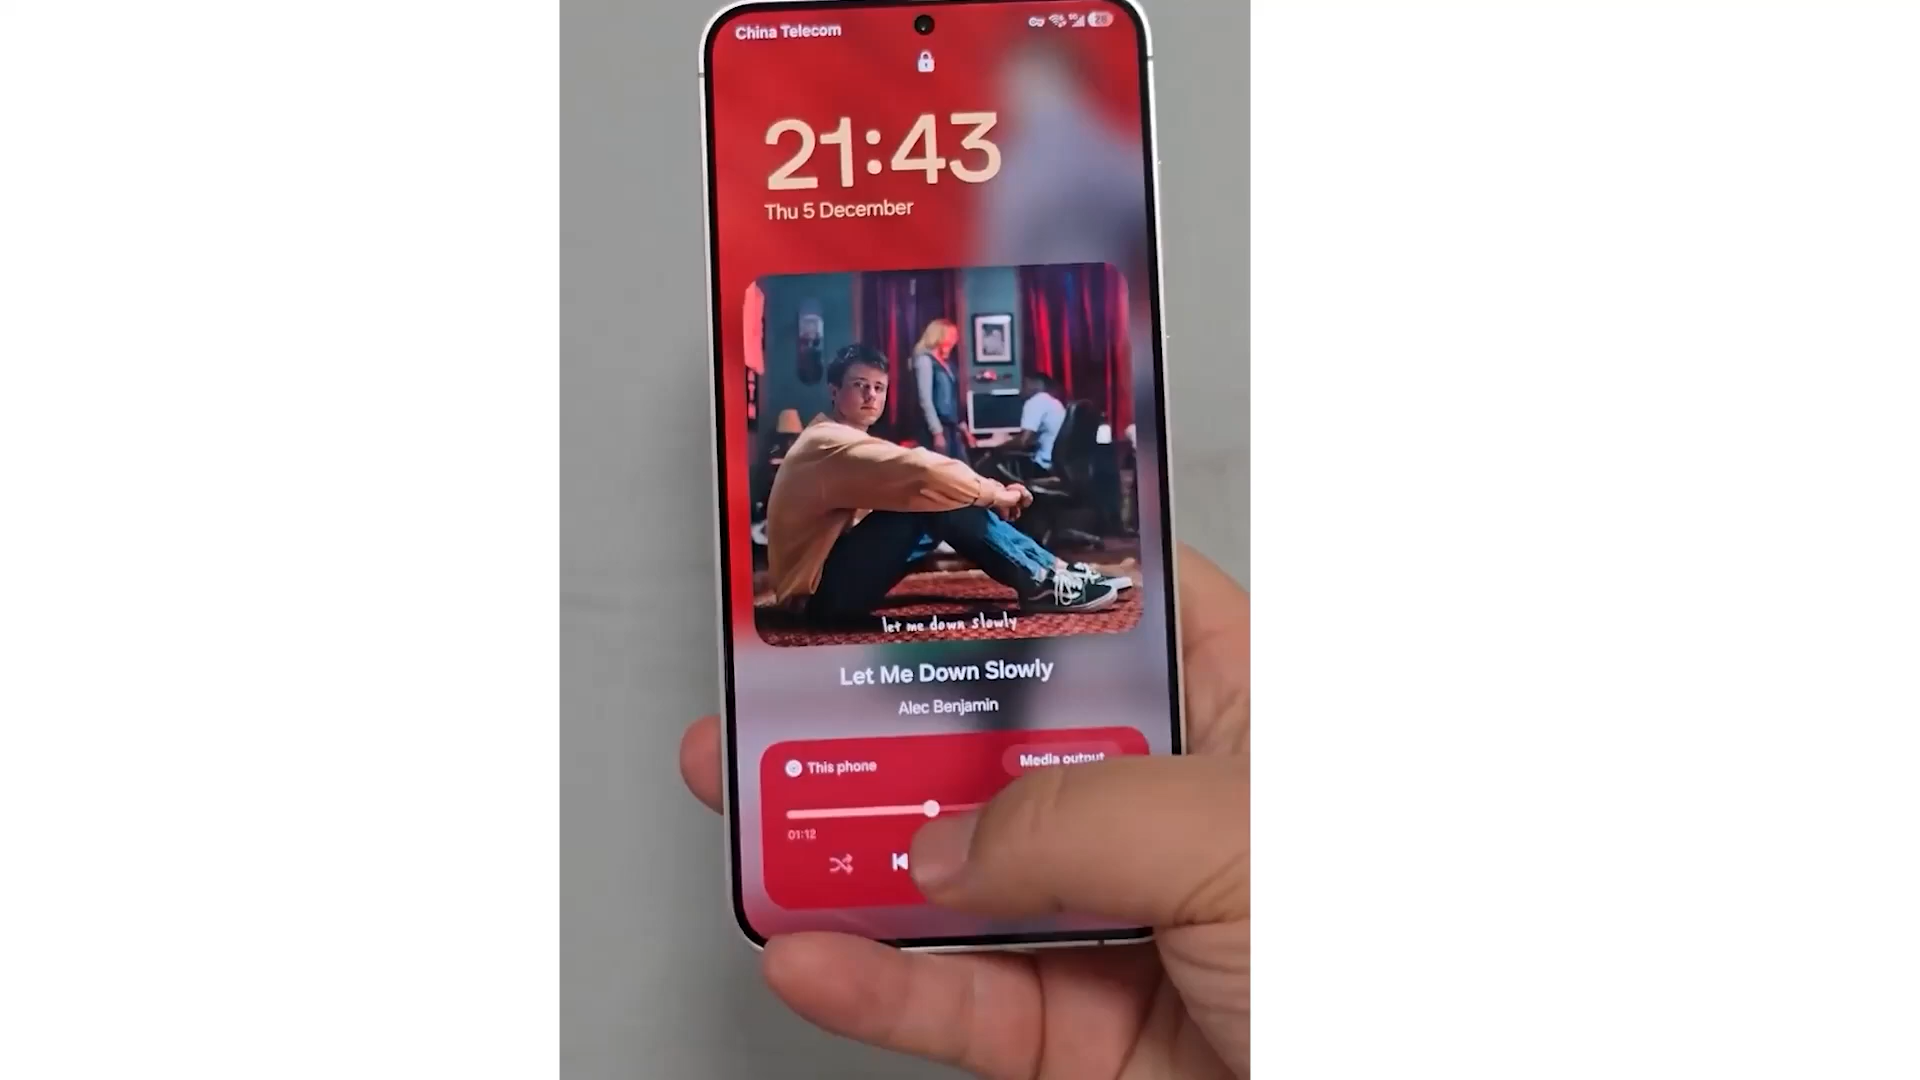 China Telecom
28
21:43
Thu 5 December
let me down slowly
Let Me Down Slowly
Alec Benjamin
This phone
Media output
01:12